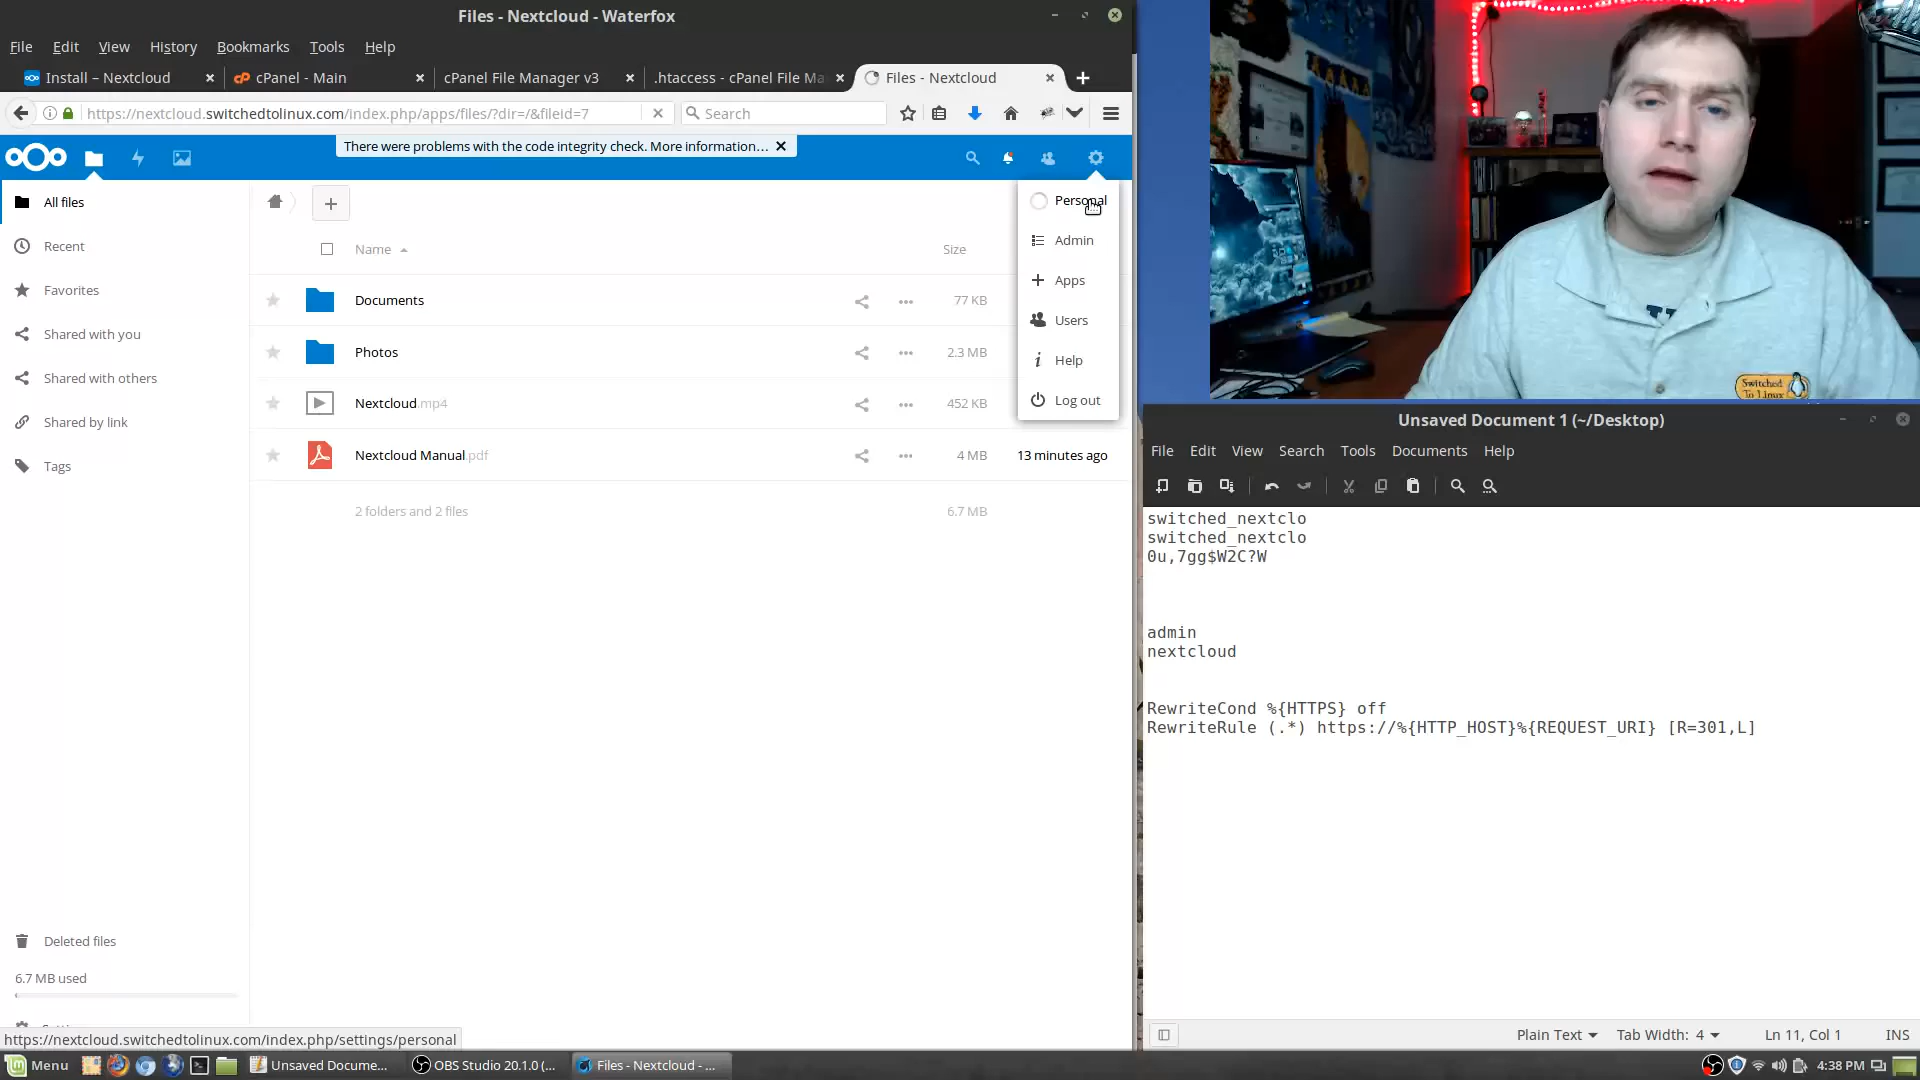 Files - Nextcloud - Waterfox
File Edit View History Bookmarks Tools Help
Install – Nextcloud
cPanel - Main
cPanel File Manager v3
.htaccess - cPanel File Ma
Files - Nextcloud
https://nextcloud.switchedtolinux.com/index.php/apps/files/?dir=/&fileid=7
Search
There were problems with the code integrity check. More information…
All files
Recent
Favorites
Shared with you
Shared with others
Shared by link
Tags
Name
Size
Documents
77 KB
Photos
2.3 MB
Nextcloud.mp4
452 KB
Nextcloud Manual.pdf
4 MB
13 minutes ago
2 folders and 2 files
6.7 MB
Personal
Admin
Apps
Users
Help
Log out
Deleted files
6.7 MB used
https://nextcloud.switchedtolinux.com/index.php/settings/personal
Switched
To Linux
Unsaved Document 1 (~/Desktop)
File Edit View Search Tools Documents Help
switched_nextclo
switched_nextclo
0u,7gg$W2C?W
admin
nextcloud
RewriteCond %{HTTPS} off
RewriteRule (.*) https://%{HTTP_HOST}%{REQUEST_URI} [R=301,L]
Plain Text
Tab Width: 4
Ln 11, Col 1
INS
Menu
Unsaved Docume...
OBS Studio 20.1.0 (...
Files - Nextcloud - ...
4:38 PM